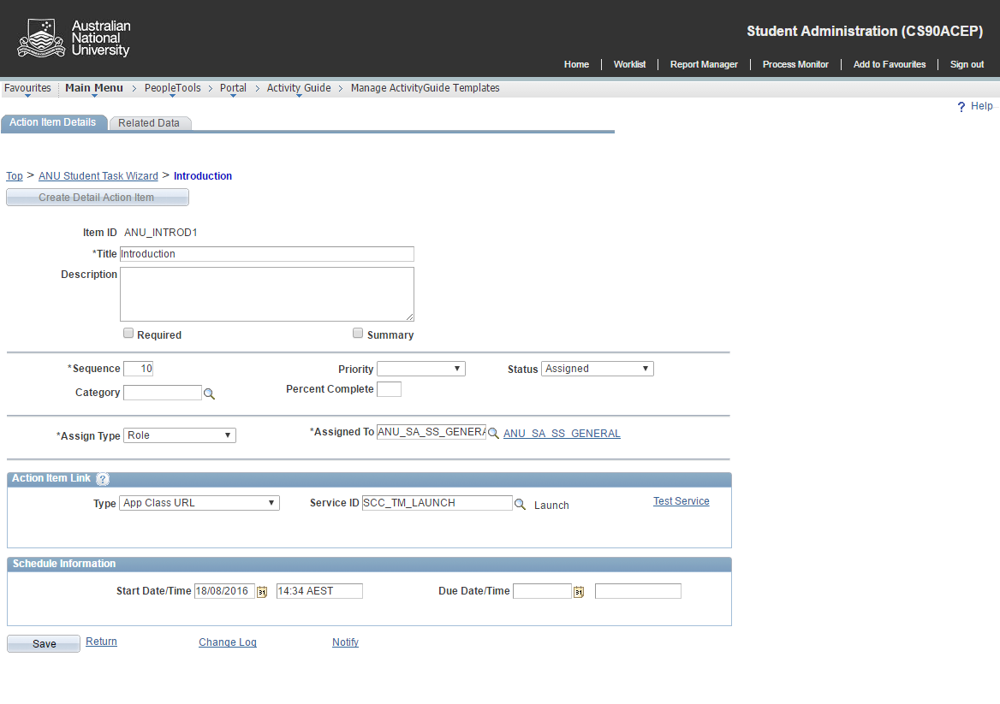 Australian
National
University
Student Administration (CS90ACEP)
Home Worklist Report Manager Process Monitor Add to Favourites Sign out
Favourites Main Menu > PeopleTools > Portal > Activity Guide > Manage ActivityGuide Templates
? Help
Action Item Details Related Data
Top > ANU Student Task Wizard > Introduction
Create Detail Action Item
Item ID ANU_INTROD1
*Title Introduction
Description
Required Summary
*Sequence 10 Priority Status Assigned
Category Percent Complete
*Assign Type Role *Assigned To ANU_SA_SS_GENERA ANU_SA_SS_GENERAL
Action Item Link ?
Type App Class URL Service ID SCC_TM_LAUNCH Launch Test Service
Schedule Information
Start Date/Time 18/08/2016 31 14:34 AEST Due Date/Time 31
Save Return Change Log Notify